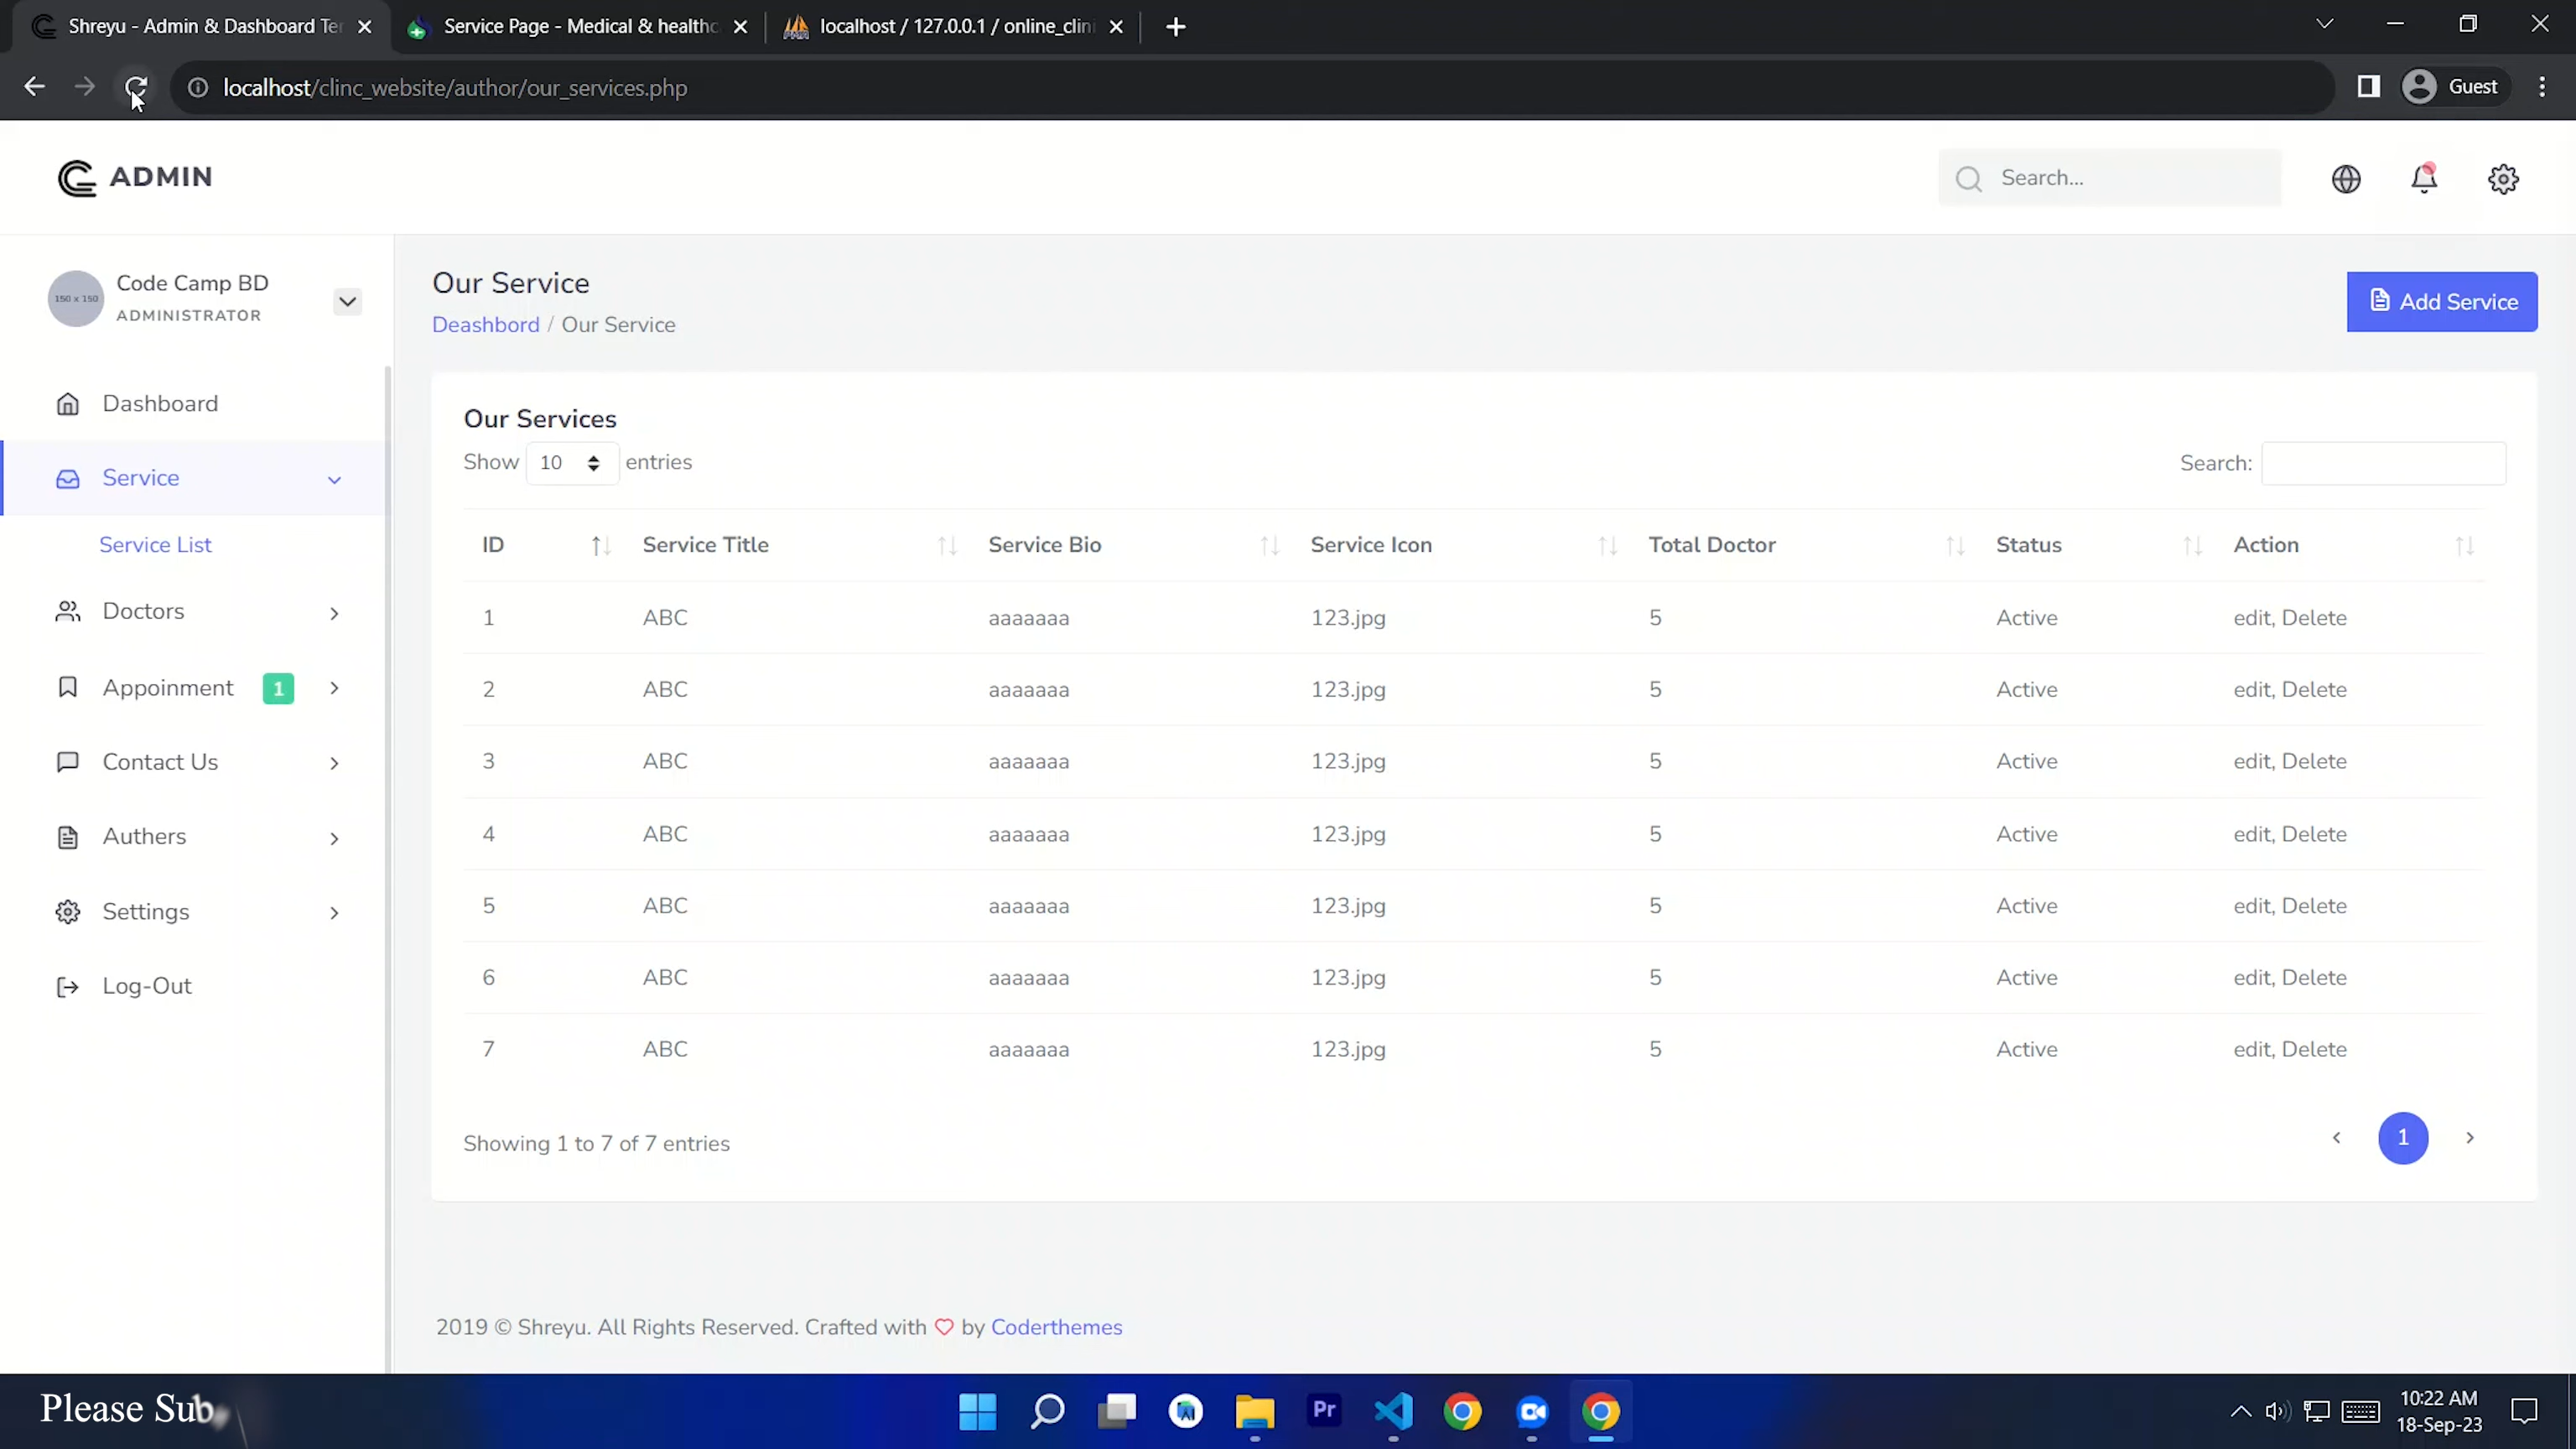 Shreyu - Admin & Dashboard Ter
Service Page - Medical & healthc
localhost / 127.0.0.1 / online_clini
localhost/clinc_website/author/our_services.php
Guest
ADMIN
Search...
Code Camp BD
ADMINISTRATOR
150 x 150
Our Service
Deashbord / Our Service
Add Service
Dashboard
Service
Service List
Doctors
Appoinment 1
Contact Us
Authers
Settings
Log-Out
Our Services
Show 10 entries
Search:
ID Service Title Service Bio Service Icon Total Doctor Status Action
1 ABC aaaaaaa 123.jpg 5 Active edit, Delete
2 ABC aaaaaaa 123.jpg 5 Active edit, Delete
3 ABC aaaaaaa 123.jpg 5 Active edit, Delete
4 ABC aaaaaaa 123.jpg 5 Active edit, Delete
5 ABC aaaaaaa 123.jpg 5 Active edit, Delete
6 ABC aaaaaaa 123.jpg 5 Active edit, Delete
7 ABC aaaaaaa 123.jpg 5 Active edit, Delete
Showing 1 to 7 of 7 entries
1
2019 © Shreyu. All Rights Reserved. Crafted with ♡ by Coderthemes
Please Sub
Pr
10:22 AM
18-Sep-23